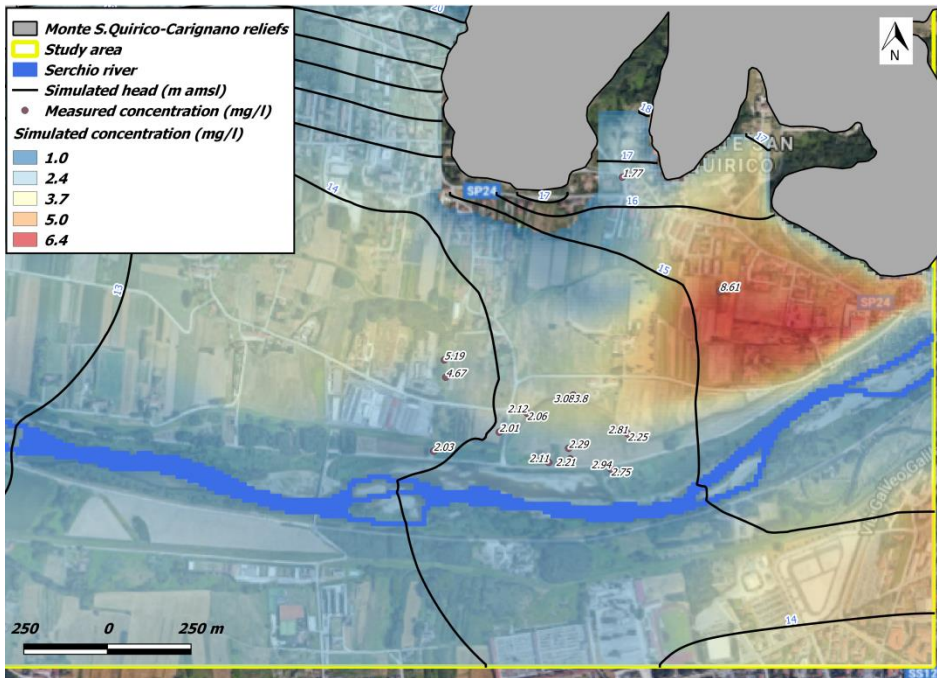 Monte S.Quirico-Carignano reliefs
Study area
Serchio river
Simulated head (m amsl)
Measured concentration (mg/l)
Simulated concentration (mg/l)
1.0
2.4
3.7
5.0
6.4
N
20
18
17
17
SAN
QUIRICO
1.77
SP24
17
16
14
15
13
8.61
SP24
5.19
4.67
3.083.8
2.12
2.06
2.01
2.81
2.25
2.03
2.29
2.11
2.21
2.94
2.75
14
250
0
250 m
SS12